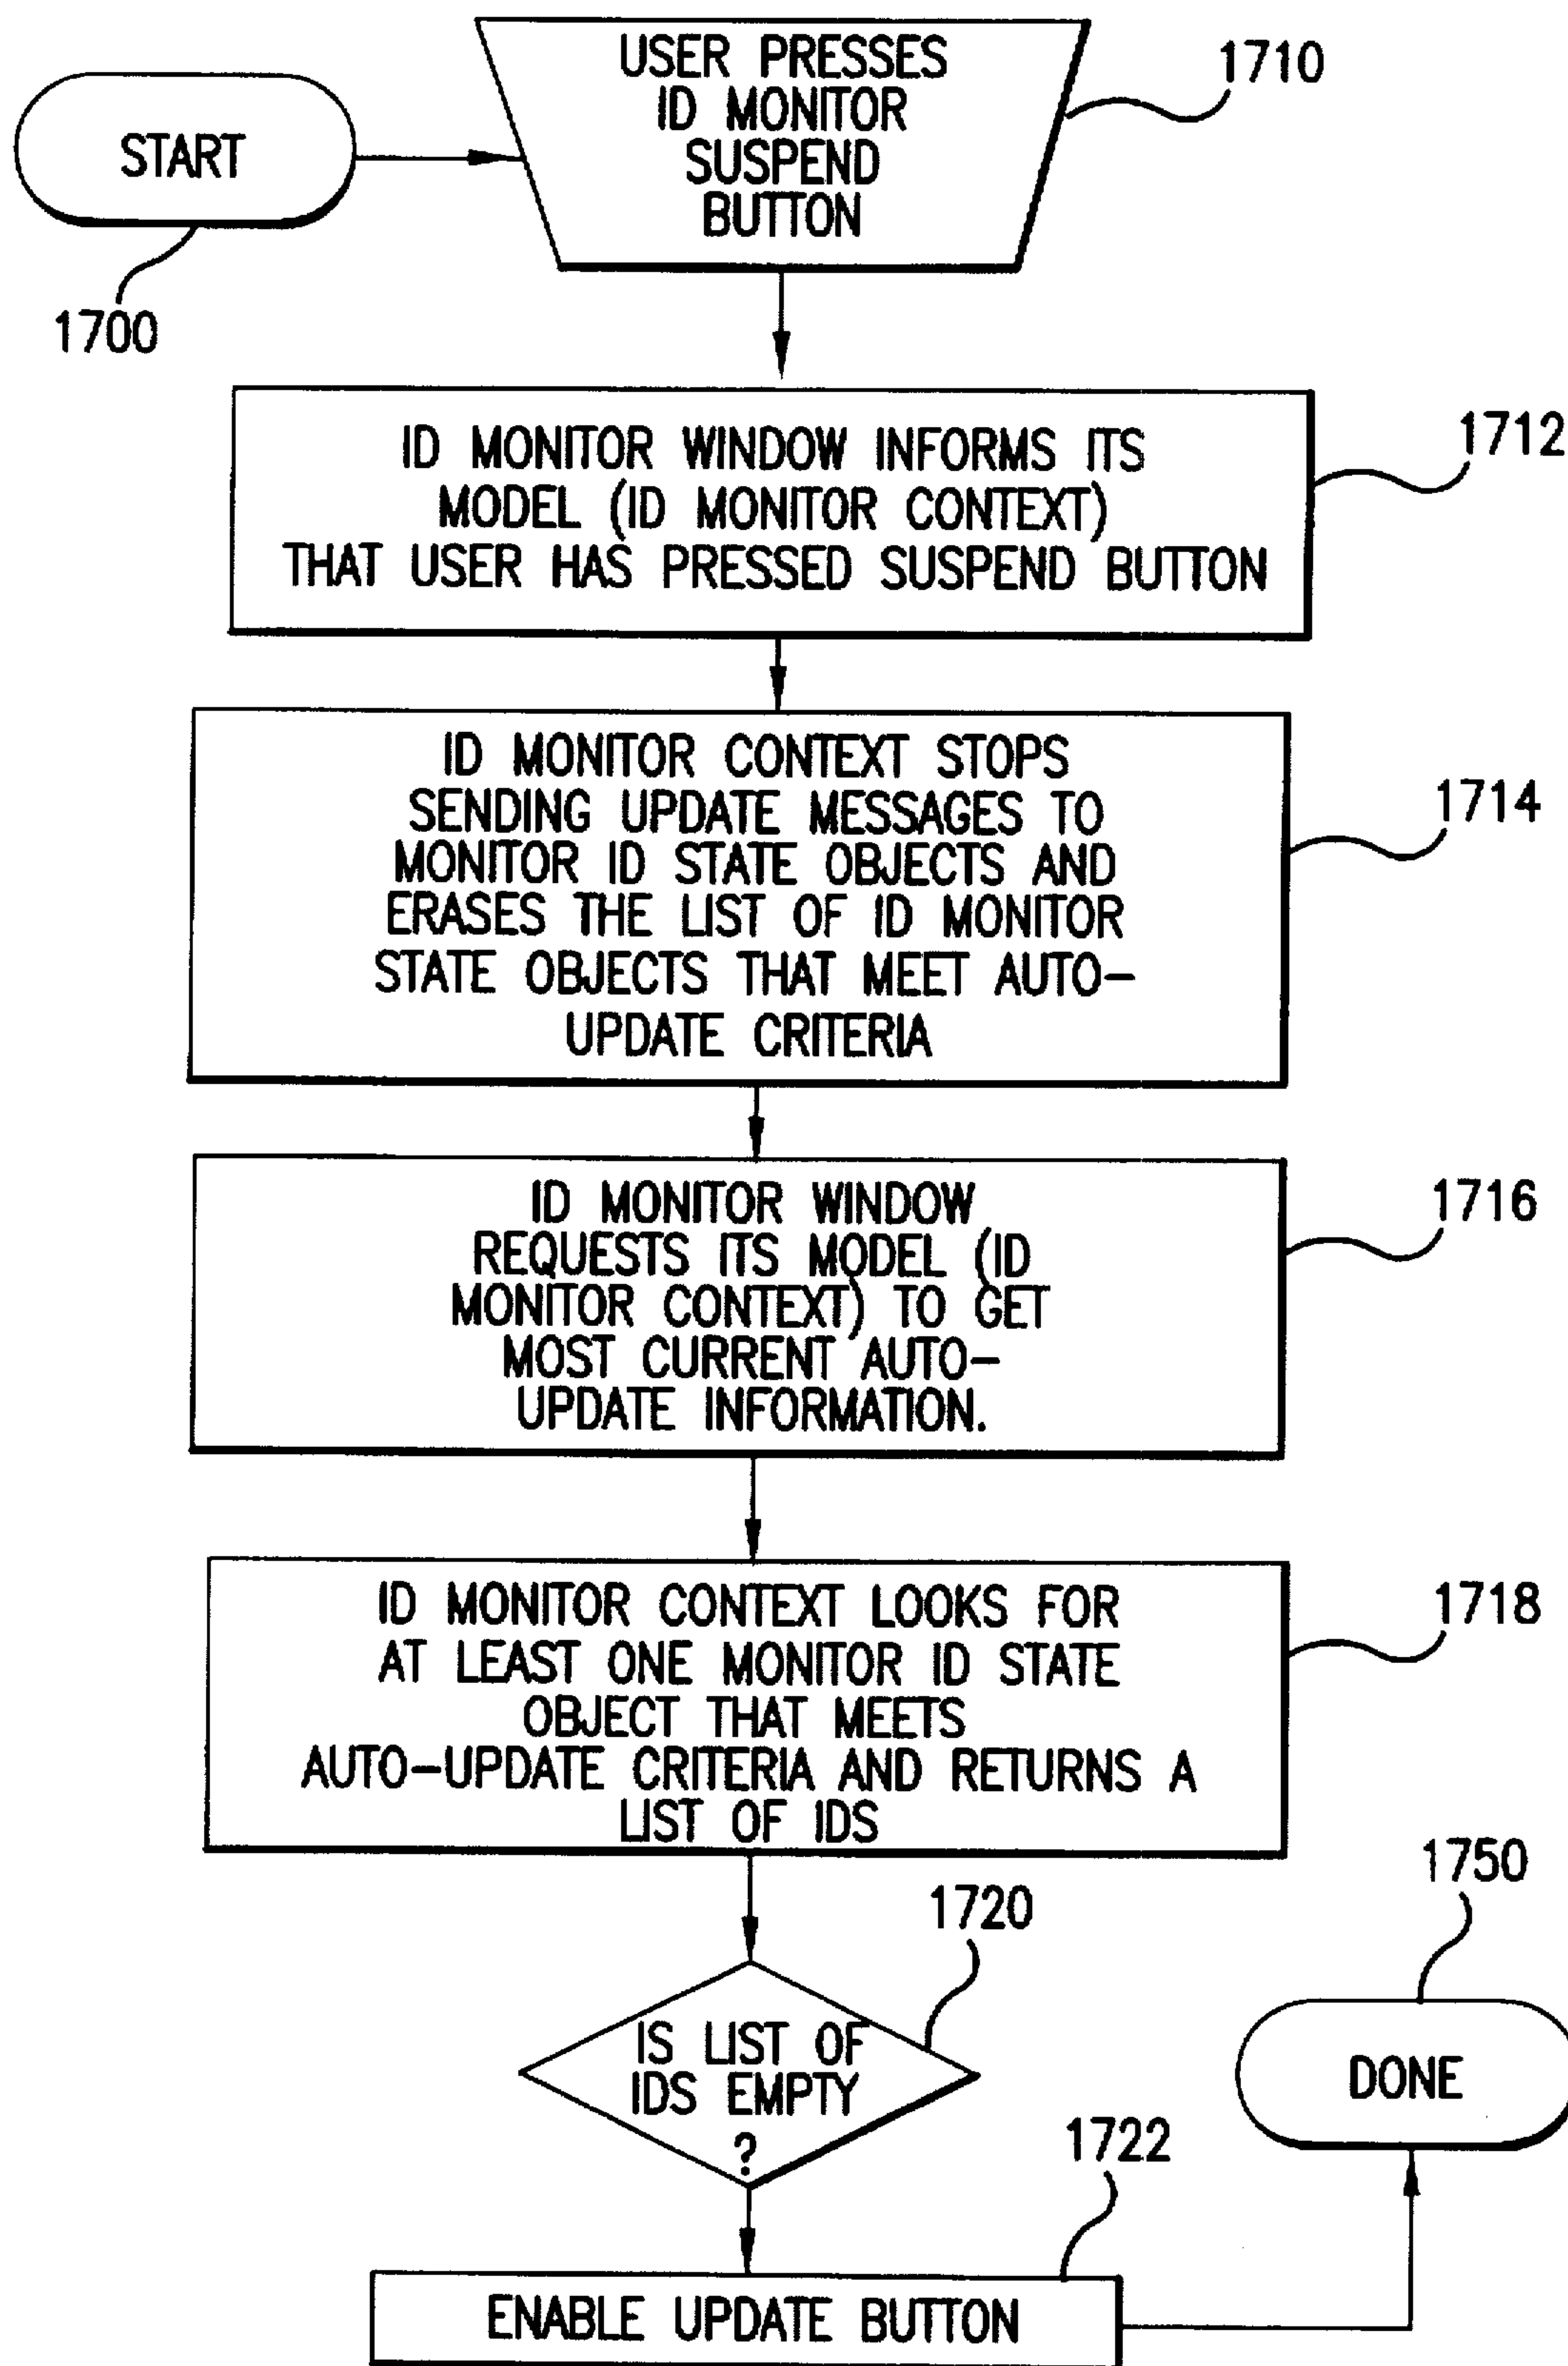 START
1700
USER PRESSES
ID MONITOR
SUSPEND
BUTTON
1710
ID MONITOR WINDOW INFORMS ITS
MODEL (ID MONITOR CONTEXT)
THAT USER HAS PRESSED SUSPEND BUTTON
1712
ID MONITOR CONTEXT STOPS
SENDING UPDATE MESSAGES TO
MONITOR ID STATE OBJECTS AND
ERASES THE LIST OF ID MONITOR
STATE OBJECTS THAT MEET AUTO-
UPDATE CRITERIA
1714
ID MONITOR WINDOW
REQUESTS ITS MODEL (ID
MONITOR CONTEXT) TO GET
MOST CURRENT AUTO-
UPDATE INFORMATION.
1716
ID MONITOR CONTEXT LOOKS FOR
AT LEAST ONE MONITOR ID STATE
OBJECT THAT MEETS
AUTO-UPDATE CRITERIA AND RETURNS A
LIST OF IDS
1718
IS LIST OF
IDS EMPTY
?
1720
ENABLE UPDATE BUTTON
1722
DONE
1750